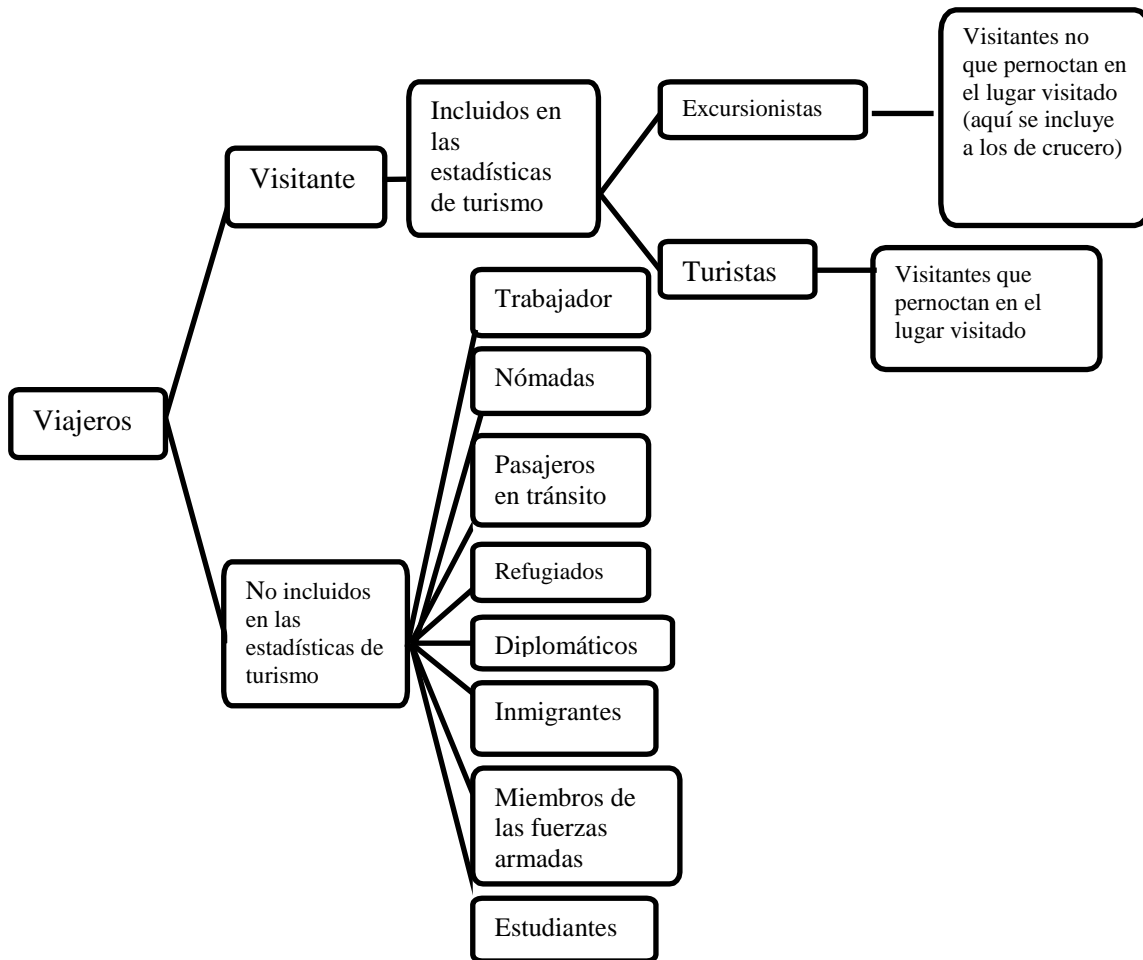 Viajeros
Visitante
Incluidos en
las
estadísticas
de turismo
Excursionistas
Visitantes no
que pernoctan en
el lugar visitado
(aquí se incluye
a los de crucero)
Turistas
Visitantes que
pernoctan en el
lugar visitado
No incluidos
en las
estadísticas de
turismo
Trabajador
Nómadas
Pasajeros
en tránsito
Refugiados
Diplomáticos
Inmigrantes
Miembros de
las fuerzas
armadas
Estudiantes